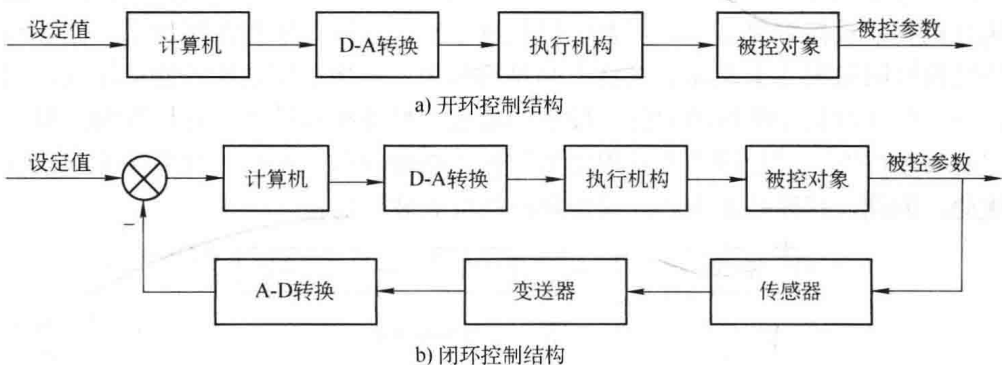 设定值 计算机 D-A转换 执行机构 被控对象 被控参数
a) 开环控制结构
设定值 计算机 D-A转换 执行机构 被控对象 被控参数
−
A-D转换 变送器 传感器
b) 闭环控制结构